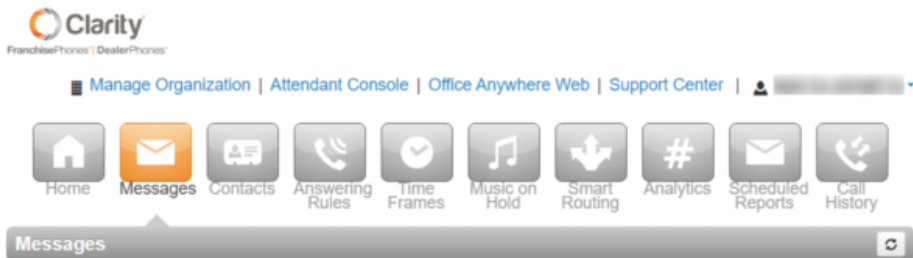 Clarity
FranchisePhones | DealerPhones
Manage Organization | Attendant Console | Office Anywhere Web | Support Center |
Home Messages Contacts Answering Rules Time Frames Music on Hold Smart Routing # Analytics Scheduled Reports Call History
Messages